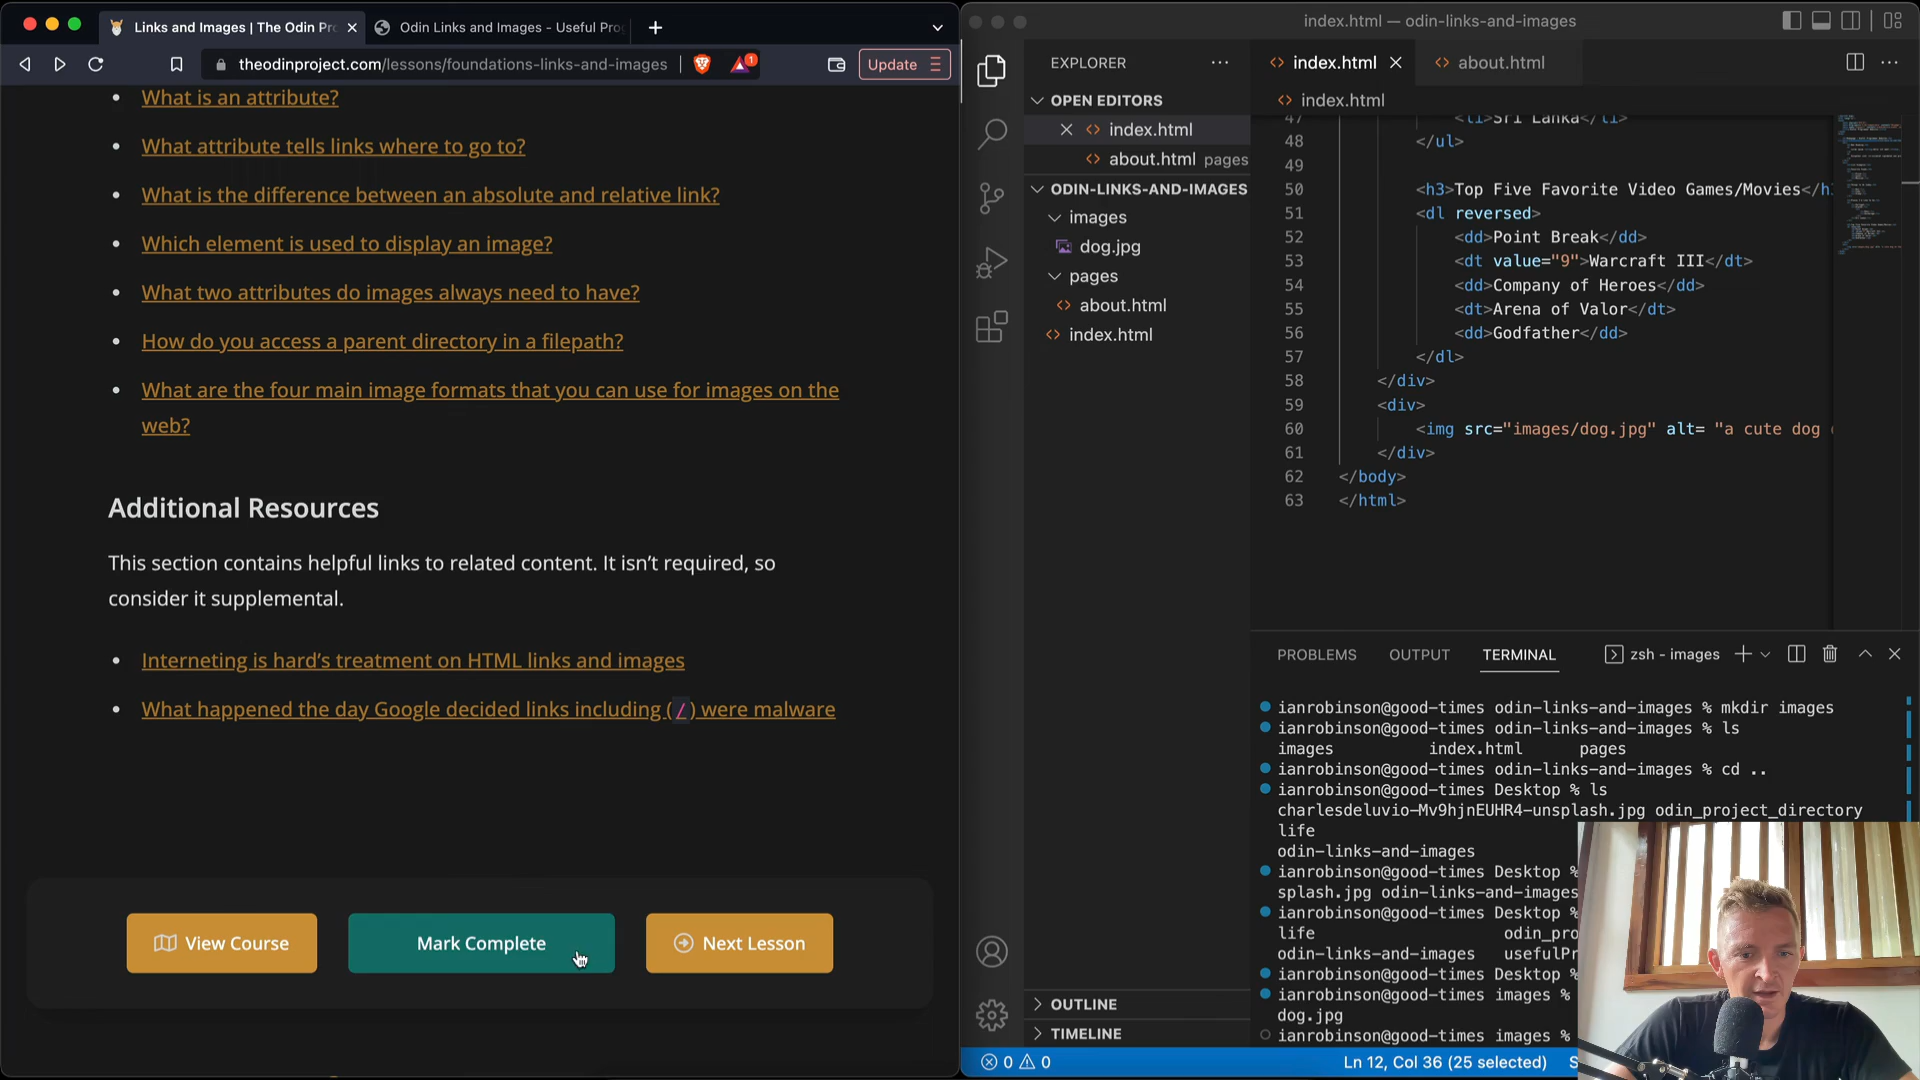 Links and Images | The Odin Pr
Odin Links and Images - Useful Pro
theodinproject.com/lessons/foundations-links-and-images
1
Update
What is an attribute?
What attribute tells links where to go to?
What is the difference between an absolute and relative link?
Which element is used to display an image?
What two attributes do images always need to have?
How do you access a parent directory in a filepath?
What are the four main image formats that you can use for images on the
web?
Additional Resources
This section contains helpful links to related content. It isn’t required, so
consider it supplemental.
Interneting is hard’s treatment on HTML links and images
What happened the day Google decided links including (/) were malware
View Course
Mark Complete
Next Lesson
index.html — odin-links-and-images
EXPLORER
OPEN EDITORS
index.html
about.html pages
ODIN-LINKS-AND-IMAGES
images
dog.jpg
pages
about.html
index.html
OUTLINE
TIMELINE
index.html
about.html
index.html
47 <li>Sri Lanka</li>
48 </ul>
49
50 <h3>Top Five Favorite Video Games/Movies</h
51 <dl reversed>
52 <dd>Point Break</dd>
53 <dt value="9">Warcraft III</dt>
54 <dd>Company of Heroes</dd>
55 <dt>Arena of Valor</dt>
56 <dd>Godfather</dd>
57 </dl>
58 </div>
59 <div>
60 <img src="images/dog.jpg" alt= "a cute dog
61 </div>
62 </body>
63 </html>
PROBLEMS
OUTPUT
TERMINAL
zsh - images
ianrobinson@good-times odin-links-and-images % mkdir images
ianrobinson@good-times odin-links-and-images % ls
images index.html pages
ianrobinson@good-times odin-links-and-images % cd ..
ianrobinson@good-times Desktop % ls
charlesdeluvio-Mv9hjnEUHR4-unsplash.jpg odin_project_directory
life
odin-links-and-images
ianrobinson@good-times Desktop %
splash.jpg odin-links-and-images
ianrobinson@good-times Desktop %
life odin_pro
odin-links-and-images usefulPr
ianrobinson@good-times Desktop %
ianrobinson@good-times images %
dog.jpg
ianrobinson@good-times images %
0 0
Ln 12, Col 36 (25 selected)
S